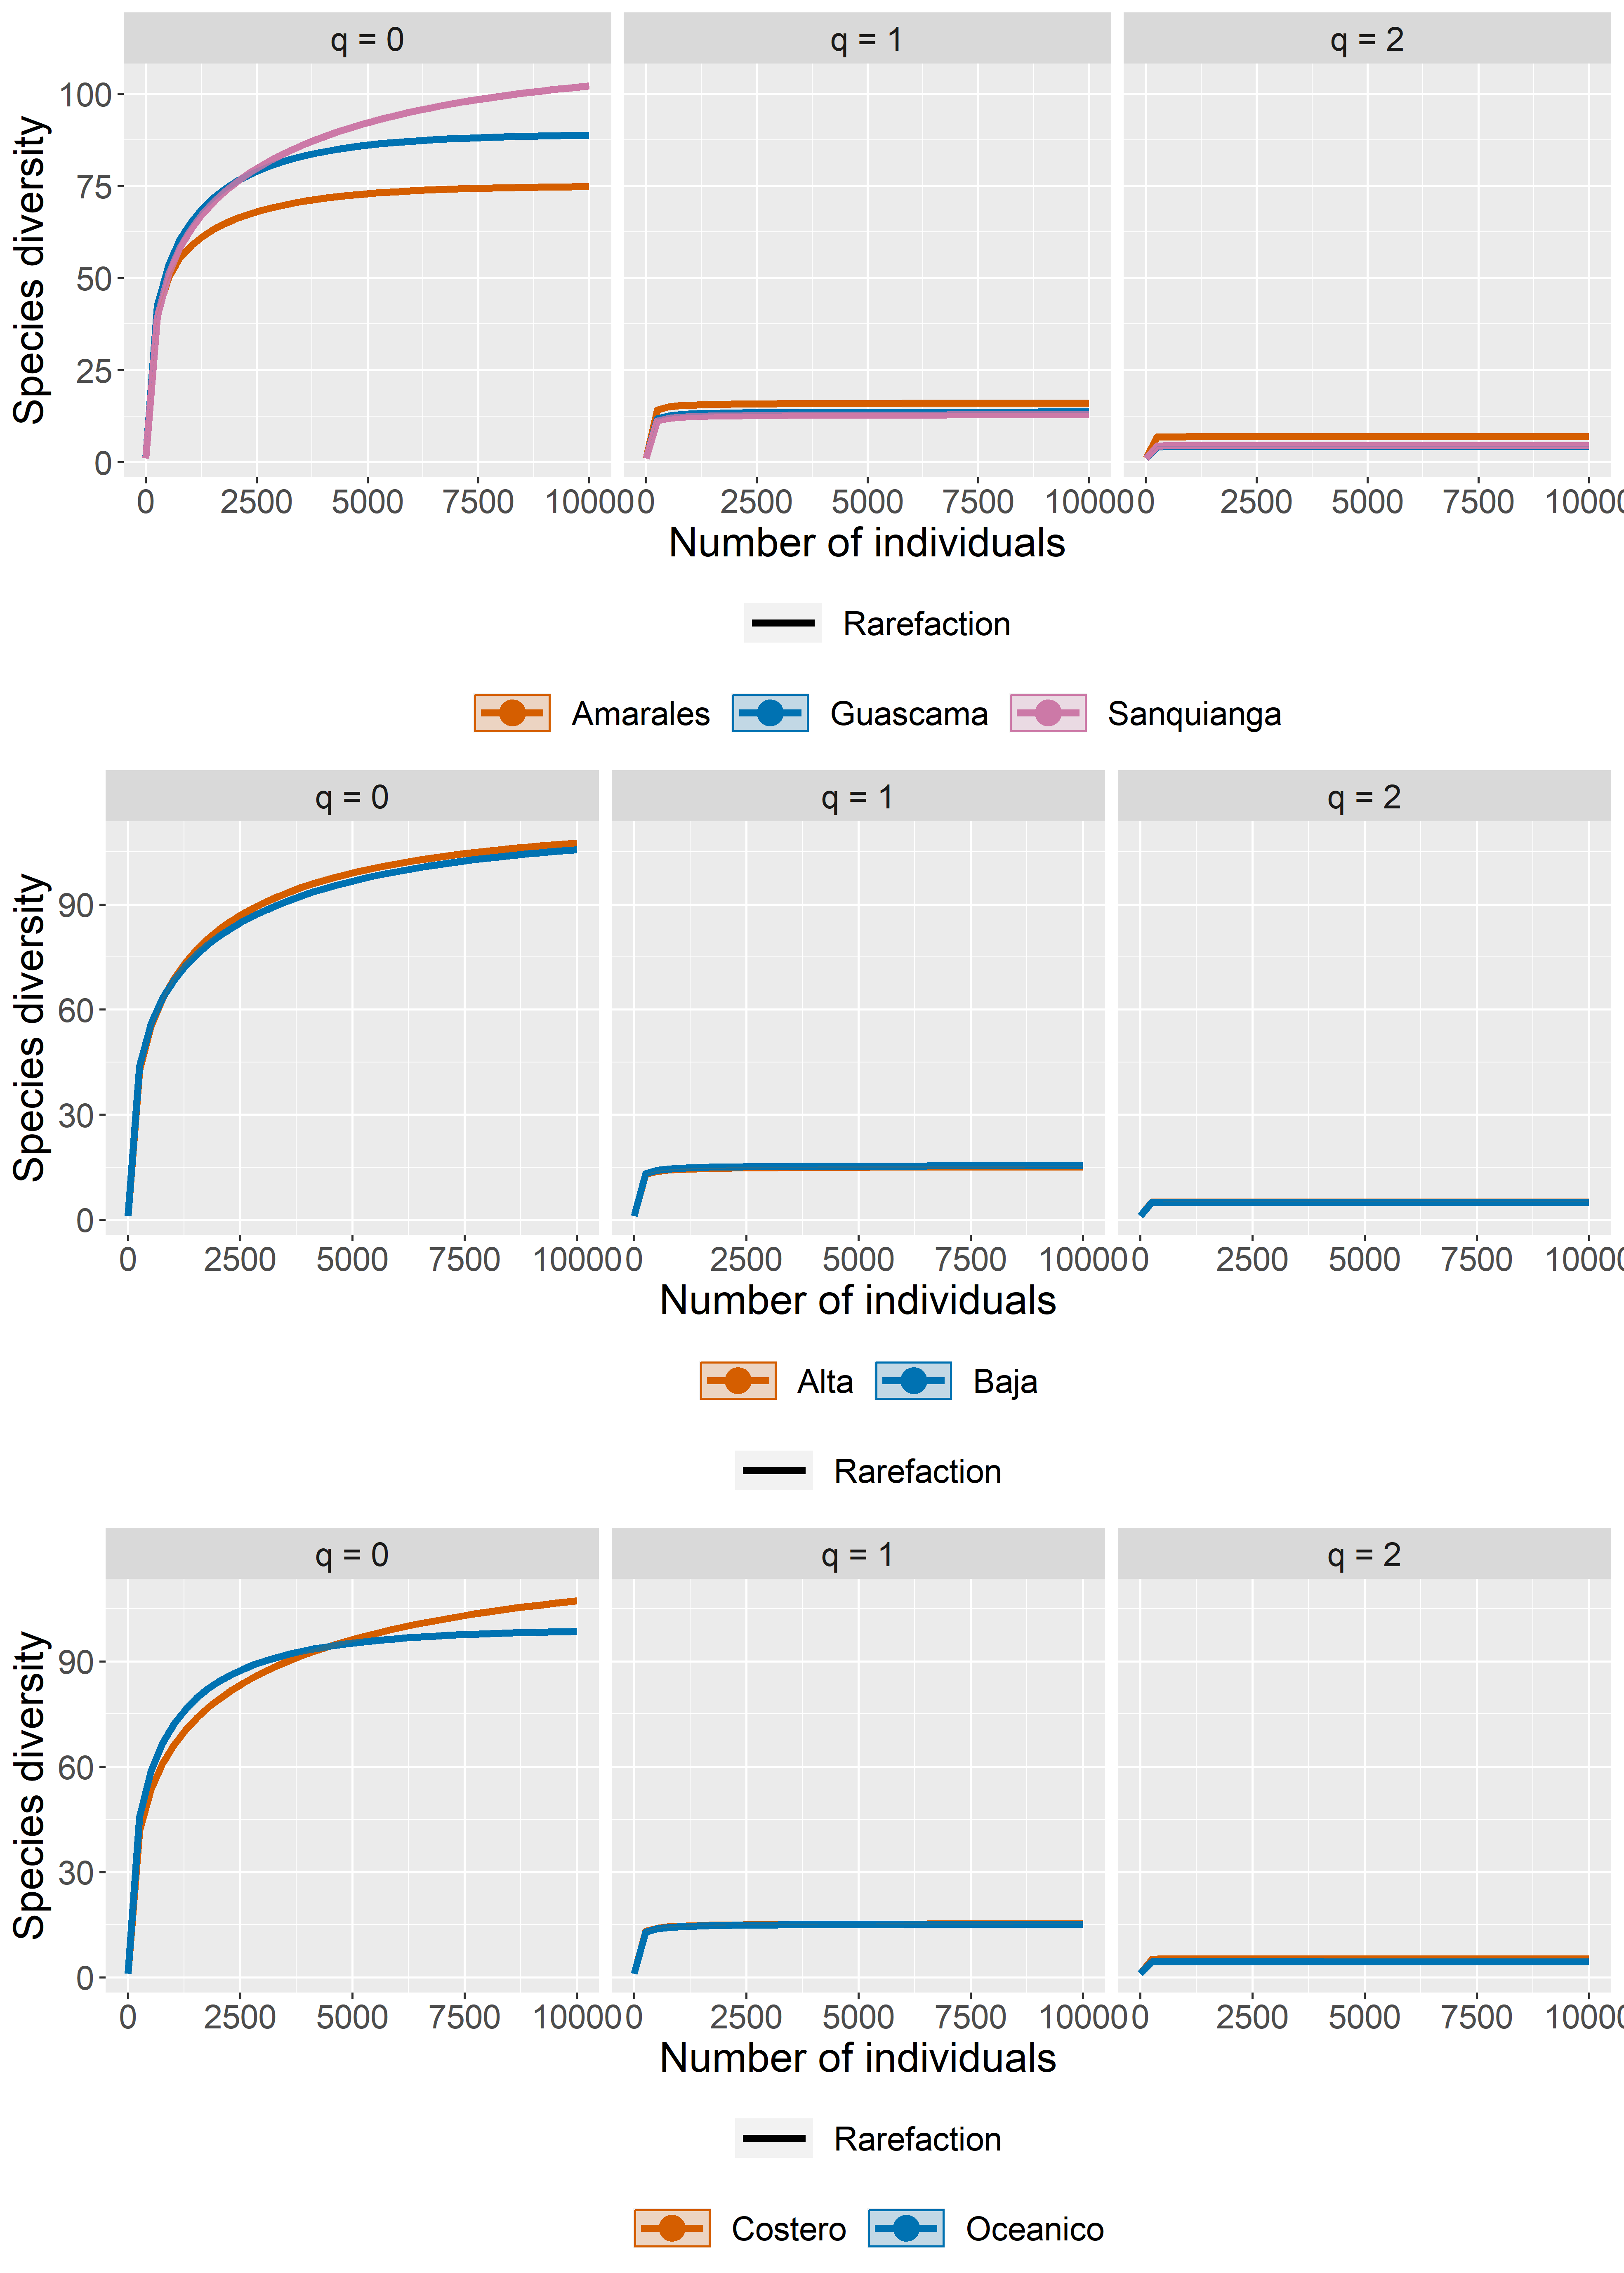 q = 0 q = 1 q = 2
Species diversity
100
75
50
25
0
0 2500 5000 7500 10000 0 2500 5000 7500 10000 0 2500 5000 7500 10000
Number of individuals
Rarefaction
Amarales Guascama Sanquianga
q = 0 q = 1 q = 2
Species diversity
90
60
30
0
0 2500 5000 7500 10000 0 2500 5000 7500 10000 0 2500 5000 7500 10000
Number of individuals
Alta Baja
Rarefaction
q = 0 q = 1 q = 2
Species diversity
90
60
30
0
0 2500 5000 7500 10000 0 2500 5000 7500 10000 0 2500 5000 7500 10000
Number of individuals
Rarefaction
Costero Oceanico